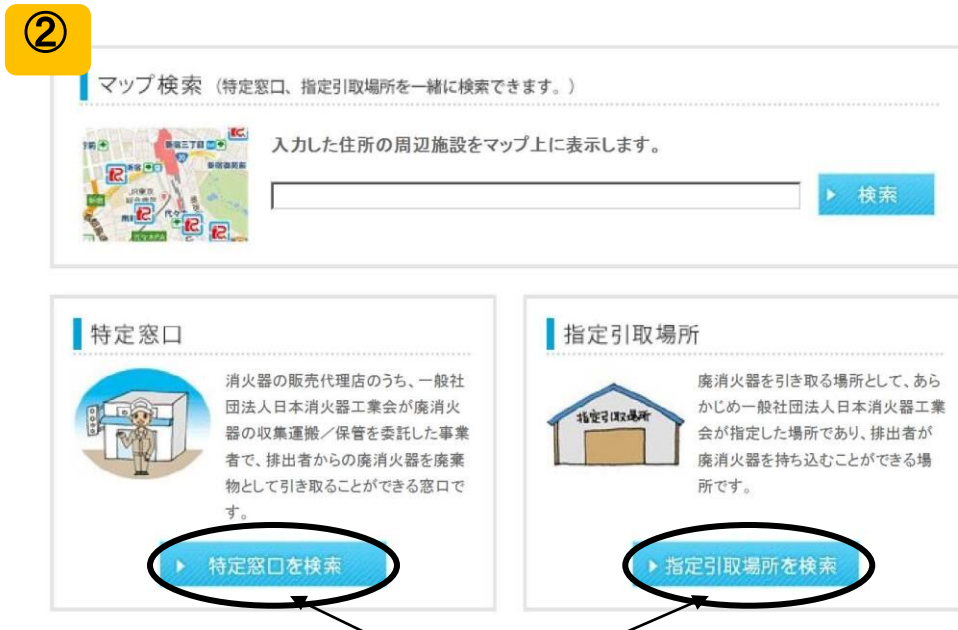 ②
マップ検索 (特定窓口、指定引取場所を一緒に検索できます。)
入力した住所の周辺施設をマップ上に表示します。
検索
特定窓口
消火器の販売代理店のうち、一般社
団法人日本消火器工業会が廃消火
器の収集運搬／保管を委託した事業
者で、排出者からの廃消火器を廃棄
物として引き取ることができる窓口で
す。
特定窓口を検索
指定引取場所
指定引取場所
廃消火器を引き取る場所として、あら
かじめ一般社団法人日本消火器工業
会が指定した場所であり、排出者が
廃消火器を持ち込むことができる場
所です。
指定引取場所を検索